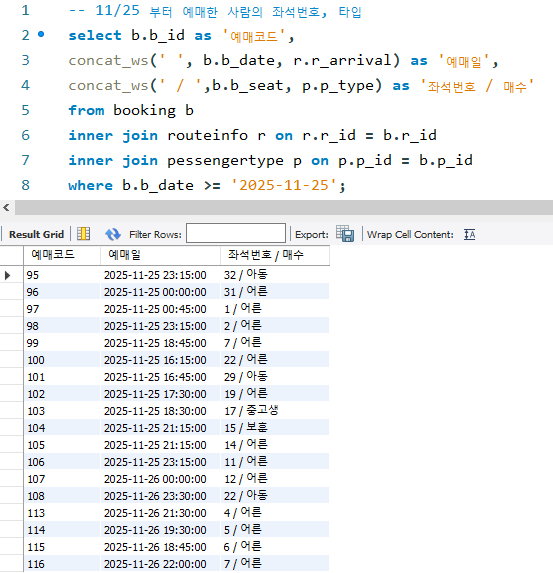 1 -- 11/25 부터 예매한 사람의 좌석번호, 타입
2 select b.b_id as '예매코드',
3 concat_ws(' ', b.b_date, r.r_arrival) as '예매일',
4 concat_ws(' / ',b.b_seat, p.p_type) as '좌석번호 / 매수'
5 from booking b
6 inner join routeinfo r on r.r_id = b.r_id
7 inner join pessengertype p on p.p_id = b.p_id
8 where b.b_date >= '2025-11-25';
Result Grid Filter Rows: Export: Wrap Cell Content:
예매코드 예매일 좌석번호 / 매수
95 2025-11-25 23:15:00 32 / 아동
96 2025-11-25 00:00:00 31 / 어른
97 2025-11-25 00:45:00 1 / 어른
98 2025-11-25 23:15:00 2 / 어른
99 2025-11-25 18:45:00 7 / 어른
100 2025-11-25 16:15:00 22 / 어른
101 2025-11-25 16:45:00 29 / 아동
102 2025-11-25 17:30:00 19 / 어른
103 2025-11-25 18:30:00 17 / 중고생
104 2025-11-25 21:15:00 15 / 보훈
105 2025-11-25 21:15:00 14 / 어른
106 2025-11-25 23:15:00 11 / 어른
107 2025-11-26 00:00:00 12 / 어른
108 2025-11-26 23:30:00 22 / 아동
113 2025-11-26 21:30:00 4 / 어른
114 2025-11-26 19:30:00 5 / 어른
115 2025-11-26 18:45:00 6 / 어른
116 2025-11-26 22:00:00 7 / 어른